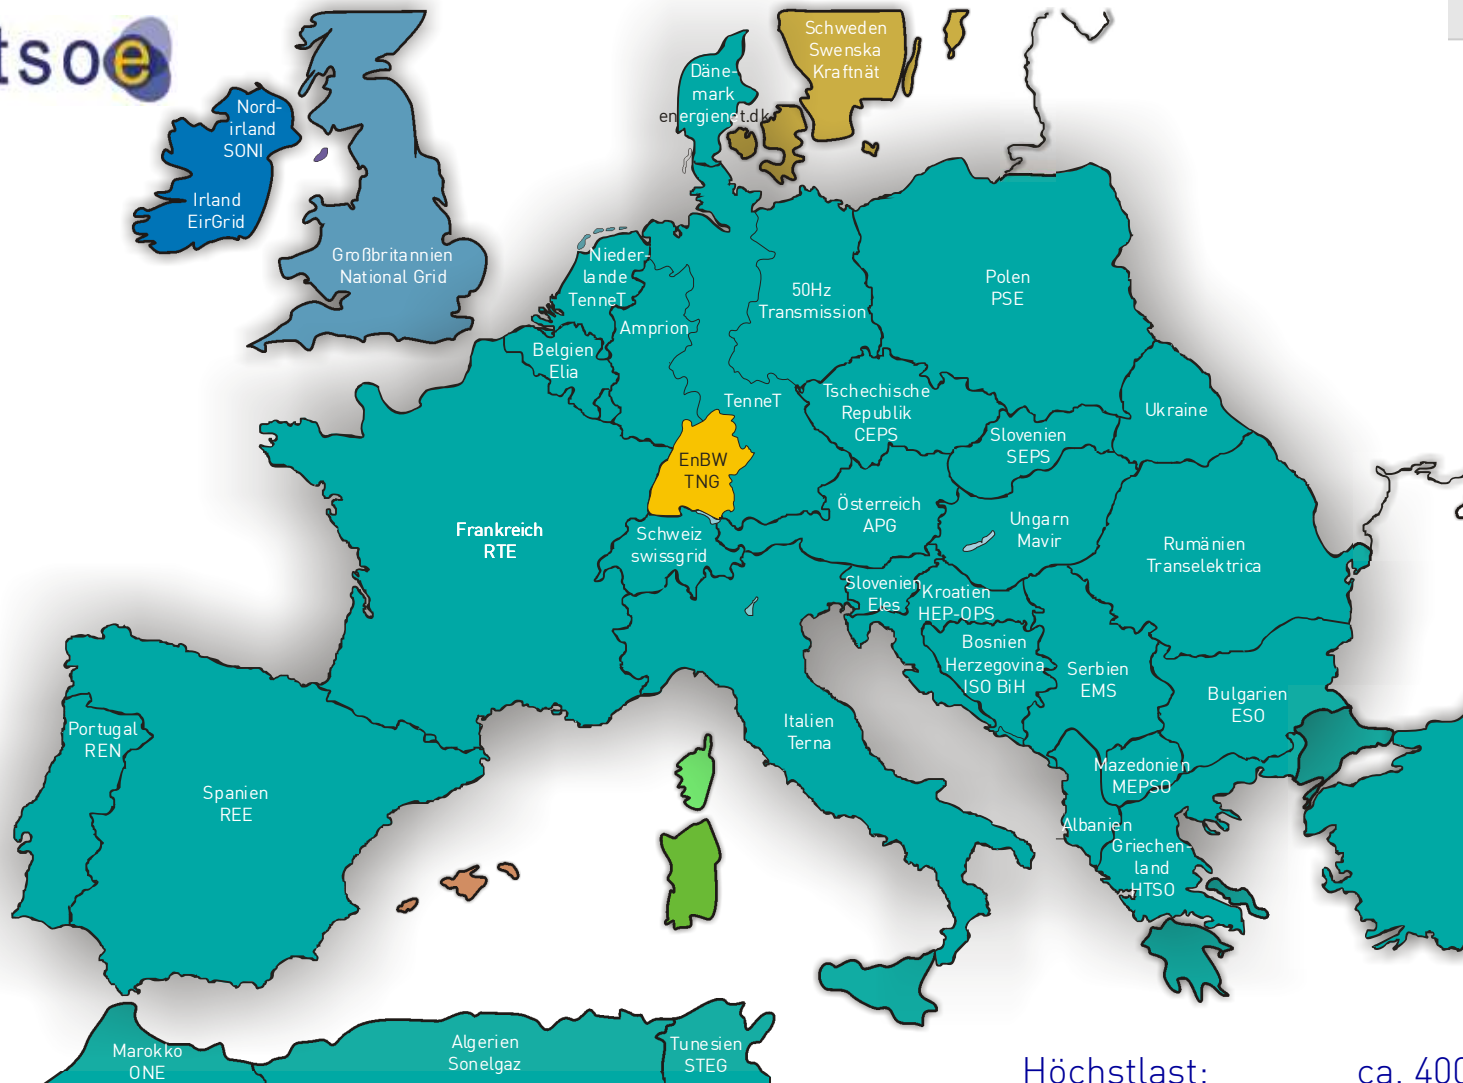 tsoe
Schweden
Swenska
Kraftnät
Däne-
mark
energienet.dk
Nord-
irland
SONI
Irland
EirGrid
Großbritannien
National Grid
Nieder-
lande
TenneT
50Hz
Transmission
Polen
PSE
Amprion
Belgien
Elia
TenneT
Tschechische
Republik
CEPS
Ukraine
Slovenien
SEPS
EnBW
TNG
Österreich
APG
Ungarn
Mavir
Frankreich
RTE
Schweiz
swissgrid
Rumänien
Transelektrica
Slovenien
Eles
Kroatien
HEP-OPS
Bosnien
Herzegovina
ISO BiH
Serbien
EMS
Bulgarien
ESO
Portugal
REN
Italien
Terna
Mazedonien
MEPSO
Spanien
REE
Albanien
Griechen-
land
HTSO
Marokko
ONE
Algerien
Sonelgaz
Tunesien
STEG
Höchstlast: ca. 400